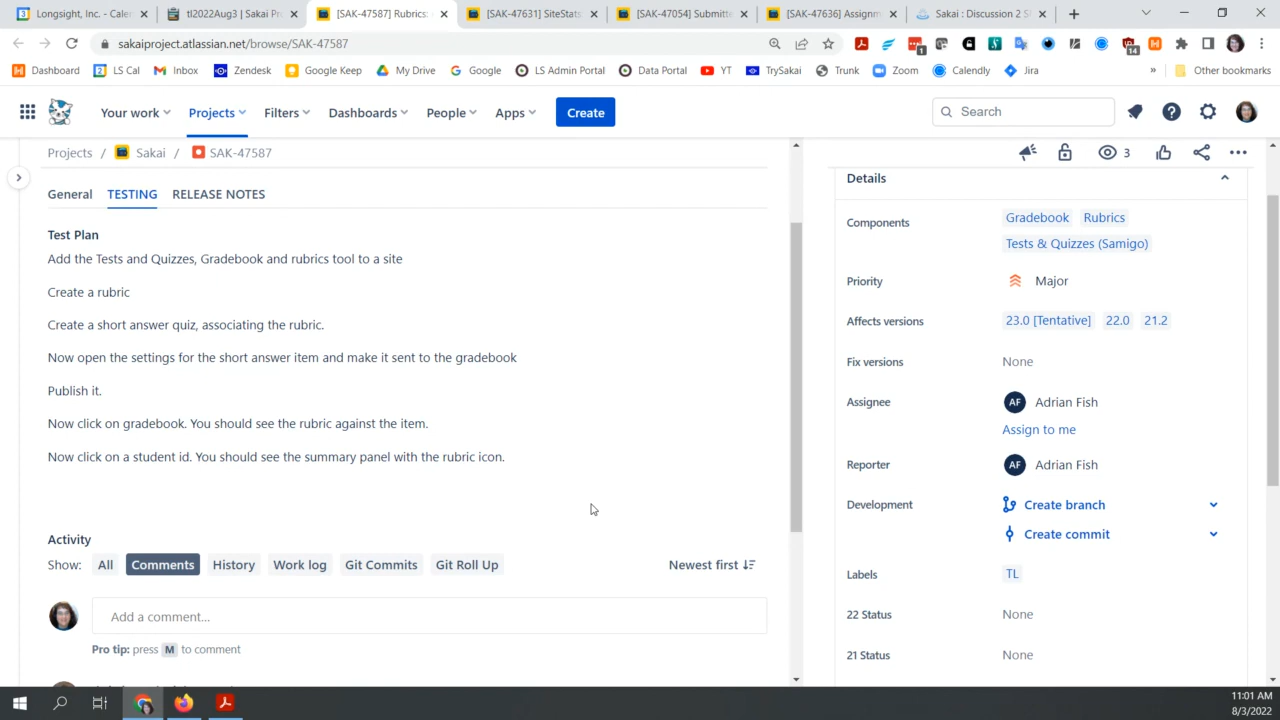 Longsight, Inc. - Caler
tl2022Aug3 | Sakai Pr
[SAK-47587] Rubrics:
[SAK-47631] SiteStats
[SAK-47054] Submitte
[SAK-47636] Assignm
Sakai : Discussion 2 S
sakaiproject.atlassian.net/browse/SAK-47587
1
14
Dashboard
LS Cal
Inbox
Zendesk
Google Keep
My Drive
Google
LS Admin Portal
Data Portal
YT
TrySakai
Trunk
Zoom
Calendly
Jira
»
Other bookmarks
Your work
Projects
Filters
Dashboards
People
Apps
Create
Search
Projects / Sakai / SAK-47587
3
General
TESTING
RELEASE NOTES
Test Plan
Add the Tests and Quizzes, Gradebook and rubrics tool to a site
Create a rubric
Create a short answer quiz, associating the rubric.
Now open the settings for the short answer item and make it sent to the gradebook
Publish it.
Now click on gradebook. You should see the rubric against the item.
Now click on a student id. You should see the summary panel with the rubric icon.
Activity
Show:
All
Comments
History
Work log
Git Commits
Git Roll Up
Newest first
Add a comment...
Pro tip: press M to comment
Details
Components
Gradebook
Rubrics
Tests & Quizzes (Samigo)
Priority
Major
Affects versions
23.0 [Tentative]
22.0
21.2
Fix versions
None
Assignee
AF
Adrian Fish
Assign to me
Reporter
AF
Adrian Fish
Development
Create branch
Create commit
Labels
TL
22 Status
None
21 Status
None
11:01 AM
8/3/2022